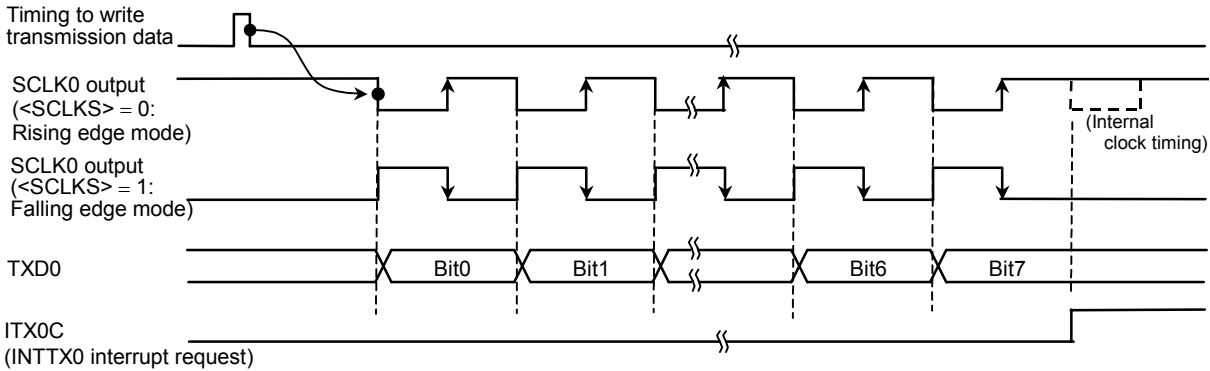 Timing to write
transmission data
SCLK0 output
(<SCLKS> = 0:
Rising edge mode)
(Internal
clock timing)
SCLK0 output
(<SCLKS> = 1:
Falling edge mode)
TXD0
Bit0
Bit1
Bit6
Bit7
ITX0C
(INTTX0 interrupt request)